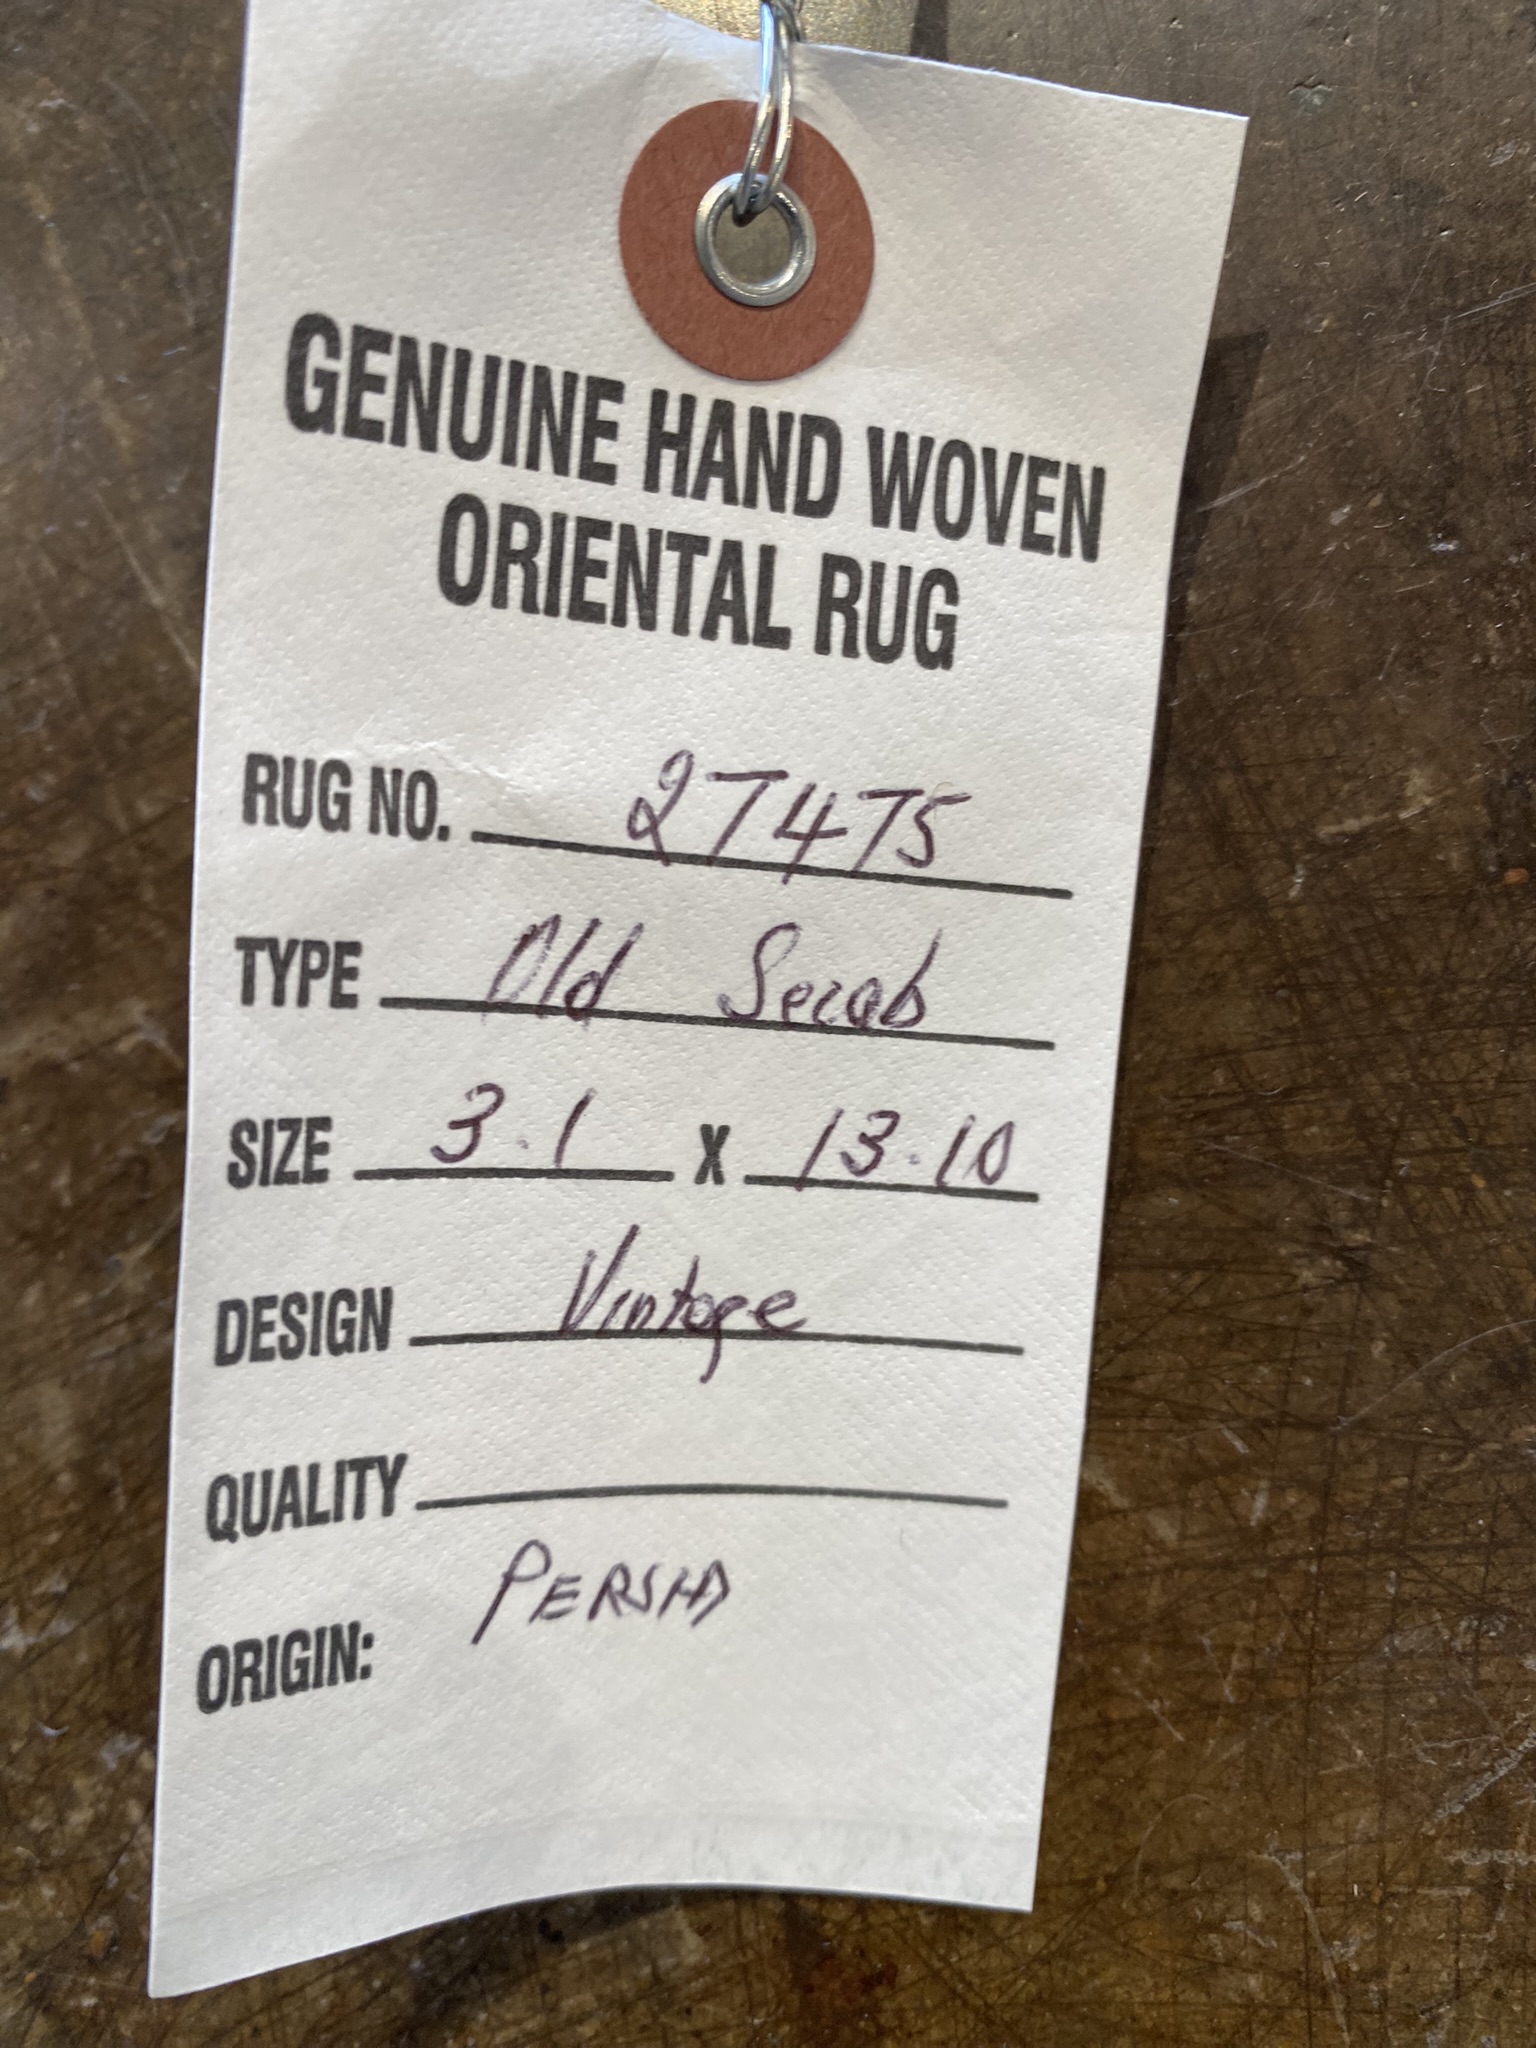 GENUINE HAND WOVEN
ORIENTAL RUG
RUG NO. 27475
TYPE Old Serab
SIZE 3.1 X 13.10
DESIGN Vintage
QUALITY
PERSIA
ORIGIN: